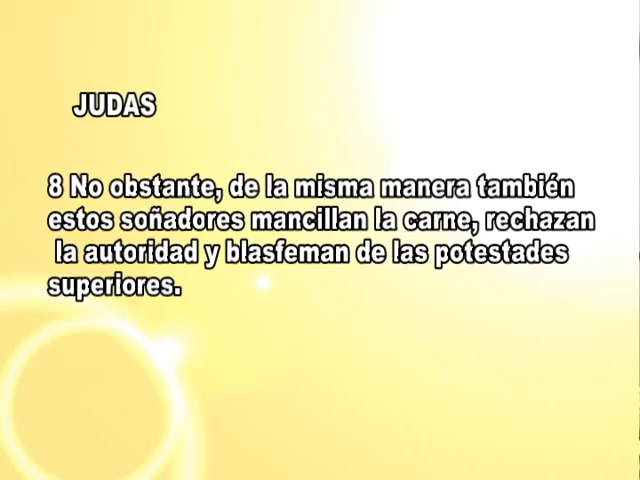 JUDAS
8 No obstante, de la misma manera también
estos soñadores mancillan la carne, rechazan
la autoridad y blasfeman de las potestades
superiores.